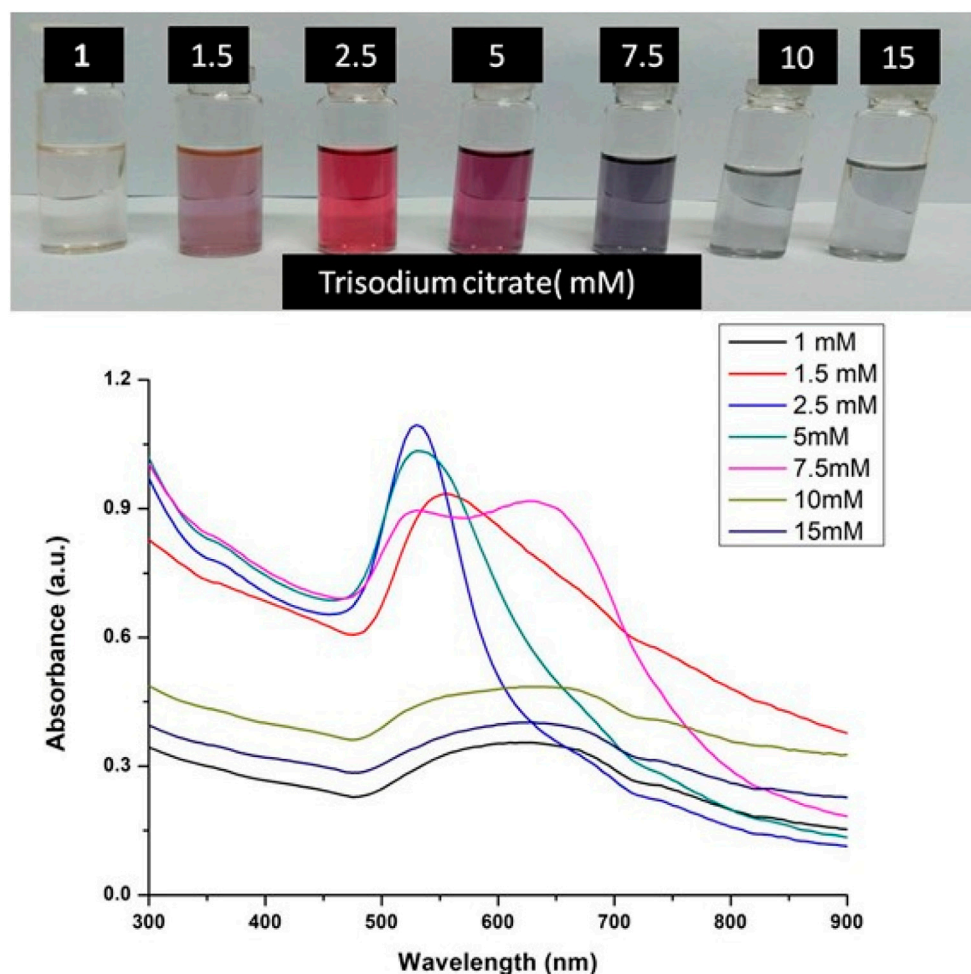 1
1.5
2.5
5
7.5
10
15
Trisodium citrate( mM)
1 mM
1.5 mM
2.5 mM
5mM
7.5mM
10mM
15mM
1.2
0.9
0.6
0.3
0.0
Absorbance (a.u.)
300 400 500 600 700 800 900
Wavelength (nm)